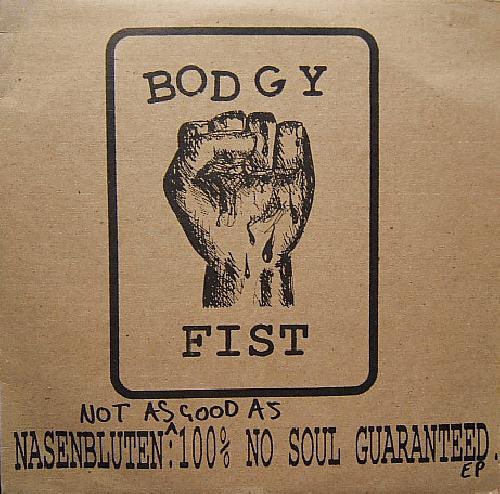 BODGY
FIST
NOT AS GOOD AS
NASENBLUTEN: 100% NO SOUL GUARANTEED.
EP